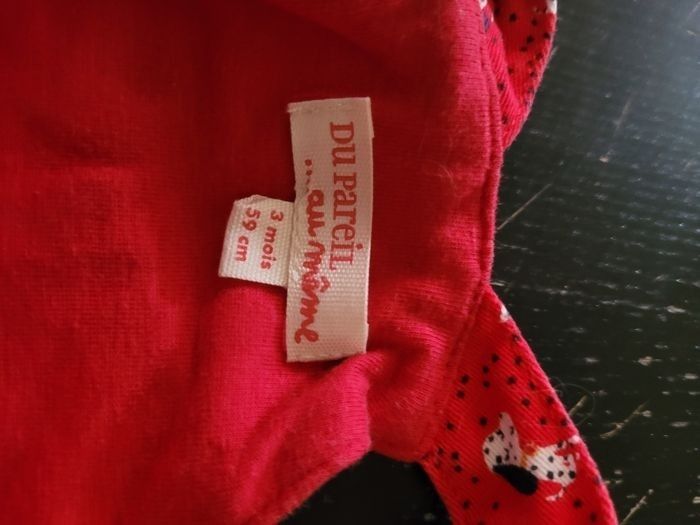 DU PAREIL
...au même
3 mois
59 cm